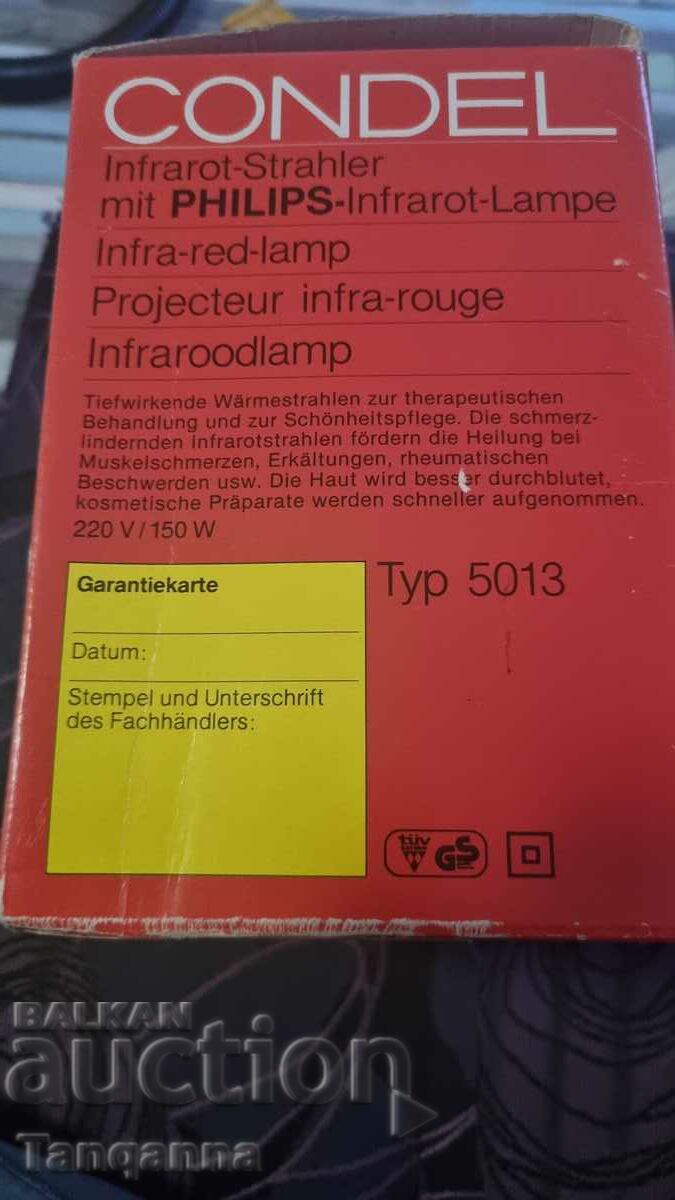 CONDEL
Infrarot-Strahler
mit PHILIPS-Infrarot-Lampe
Infra-red-lamp
Projecteur infra-rouge
Infraroodlamp
Tiefwirkende Wärmestrahlen zur therapeutischen
Behandlung und zur Schönheitspflege. Die schmerz-
lindernden Infrarotstrahlen fördern die Heilung bei
Muskelschmerzen, Erkältungen, rheumatischen
Beschwerden usw. Die Haut wird besser durchblutet,
kosmetische Präparate werden schneller aufgenommen.
220 V/150 W
Garantiekarte
Typ 5013
Datum:
Stempel und Unterschrift
des Fachhändlers:
tüv GS
BALKAN
auction
Tanqanna